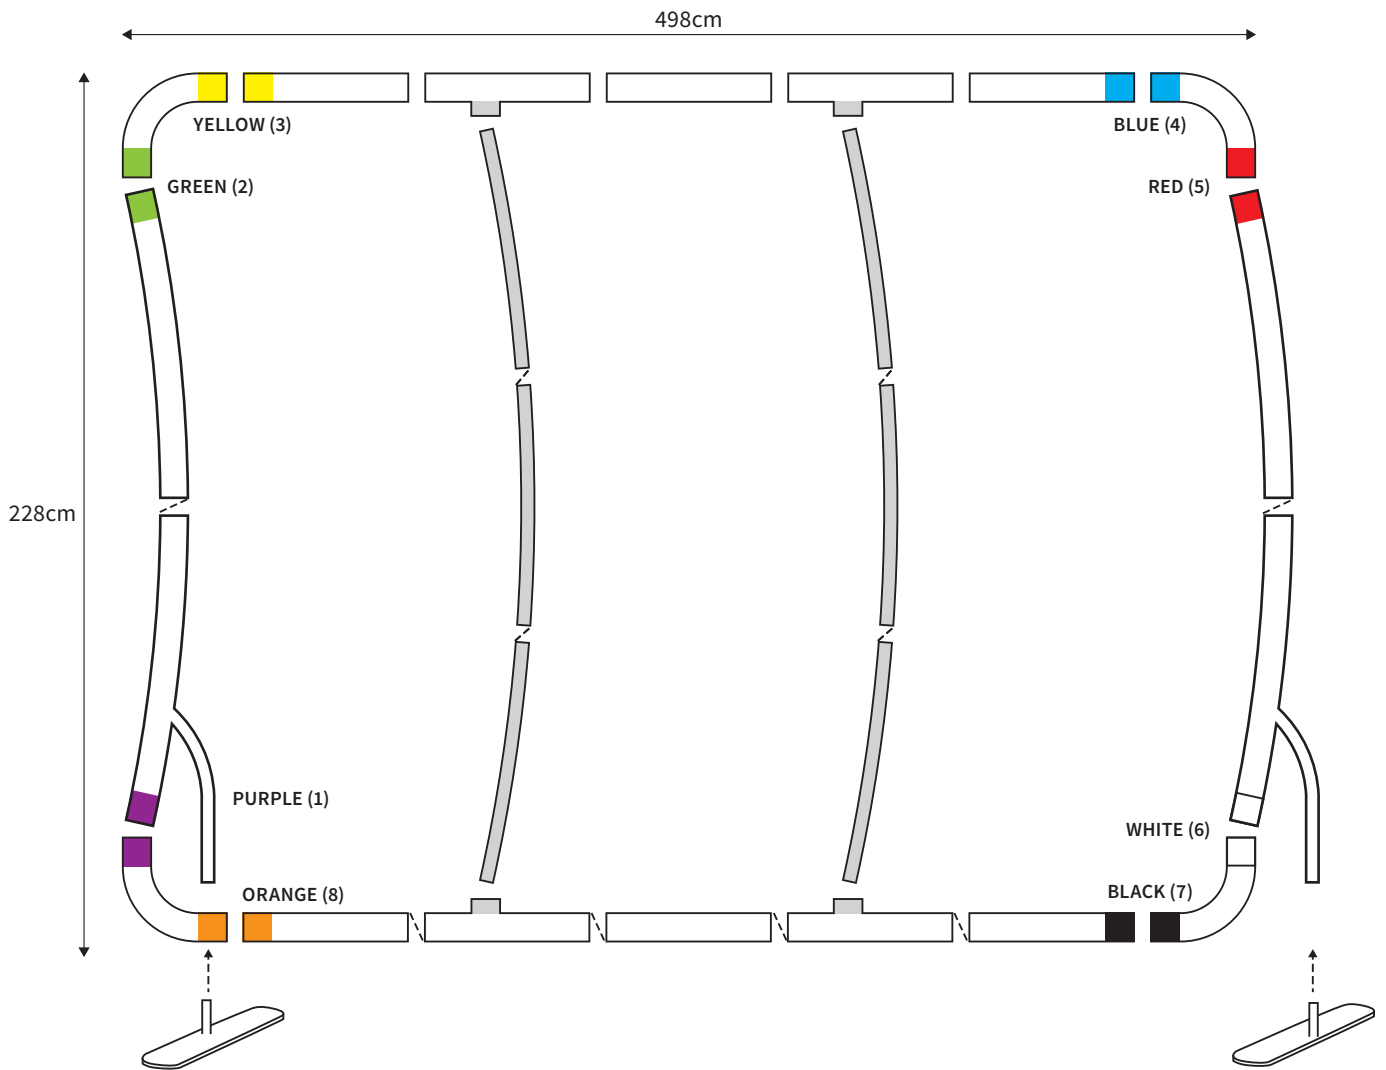 498cm
YELLOW (3)
BLUE (4)
GREEN (2)
RED (5)
228cm
PURPLE (1)
WHITE (6)
ORANGE (8)
BLACK (7)